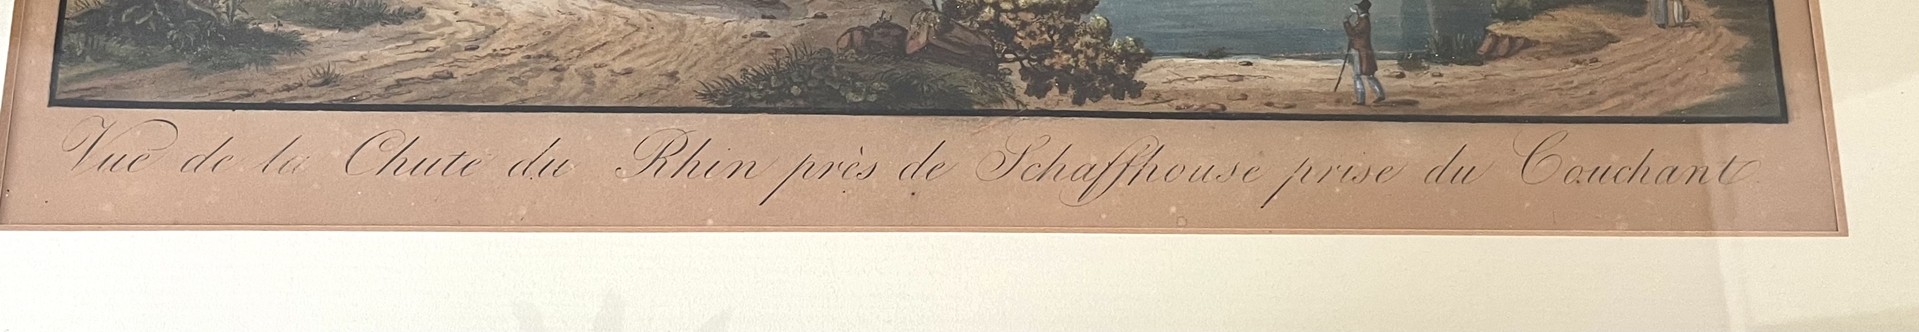 Vue de la Chute du Rhin près de Schaffhouse prise du Couchant